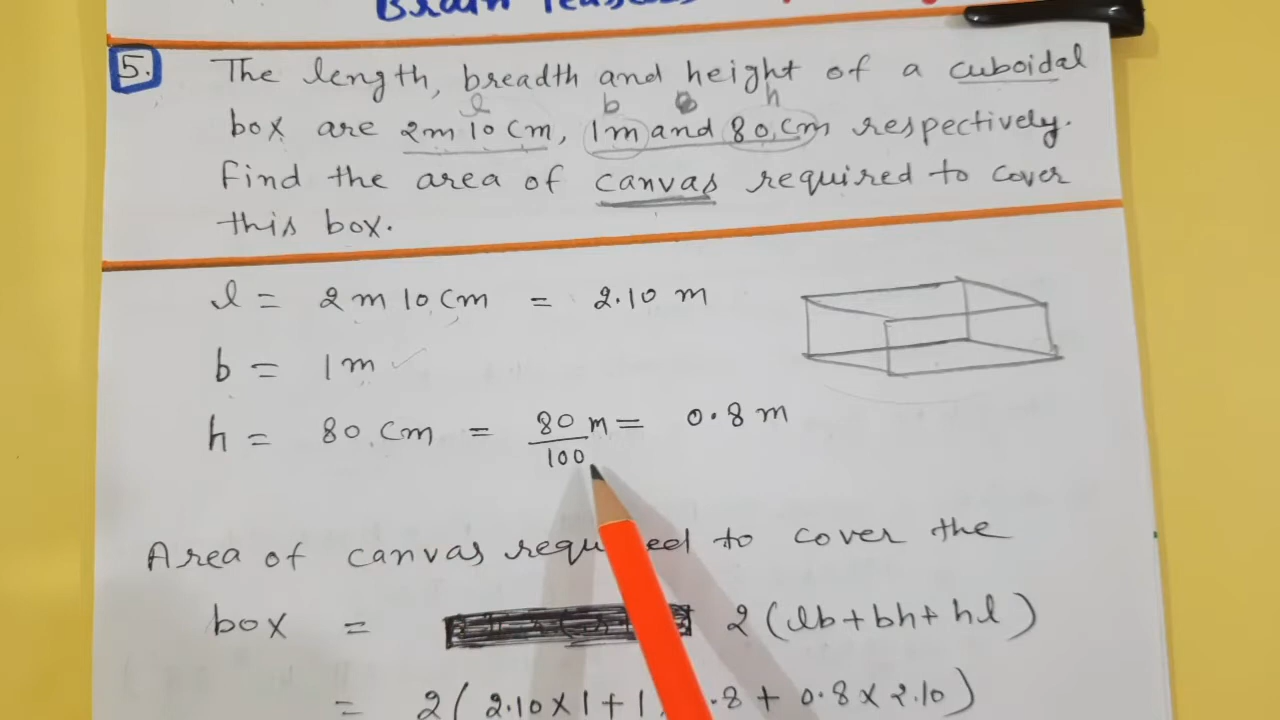 Brain
5. The length, breadth and height of a cuboidal
l b h
box are 2m 10 cm, 1m and 80 cm respectively.
Find the area of canvas required to cover
this box.
l = 2 m 10 cm = 2.10 m
b = 1 m
h = 80 cm = 80/100 m = 0.8 m
Area of canvas required to cover the
box = 2 (lb + bh + hl)
= 2 ( 2.10 × 1 + 1 .8 + 0.8 × 2.10 )